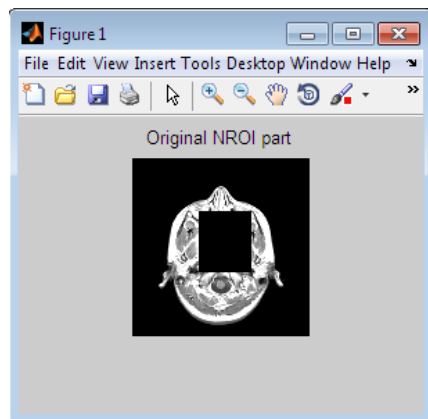 Figure 1
File Edit View Insert Tools Desktop Window Help
Original NROI part